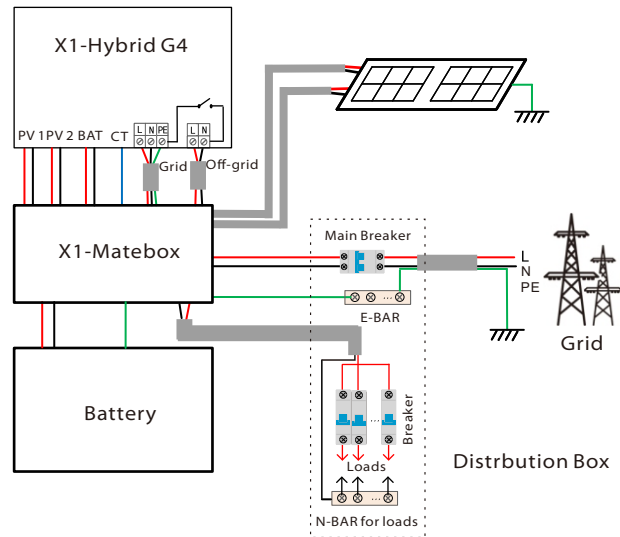 X1-Hybrid G4
PV 1 PV 2 BAT CT
L N PE
L N
Grid
Off-grid
X1-Matebox
Main Breaker
L
N
PE
E-BAR
Grid
Battery
Breaker
Loads
Distrbution Box
N-BAR for loads